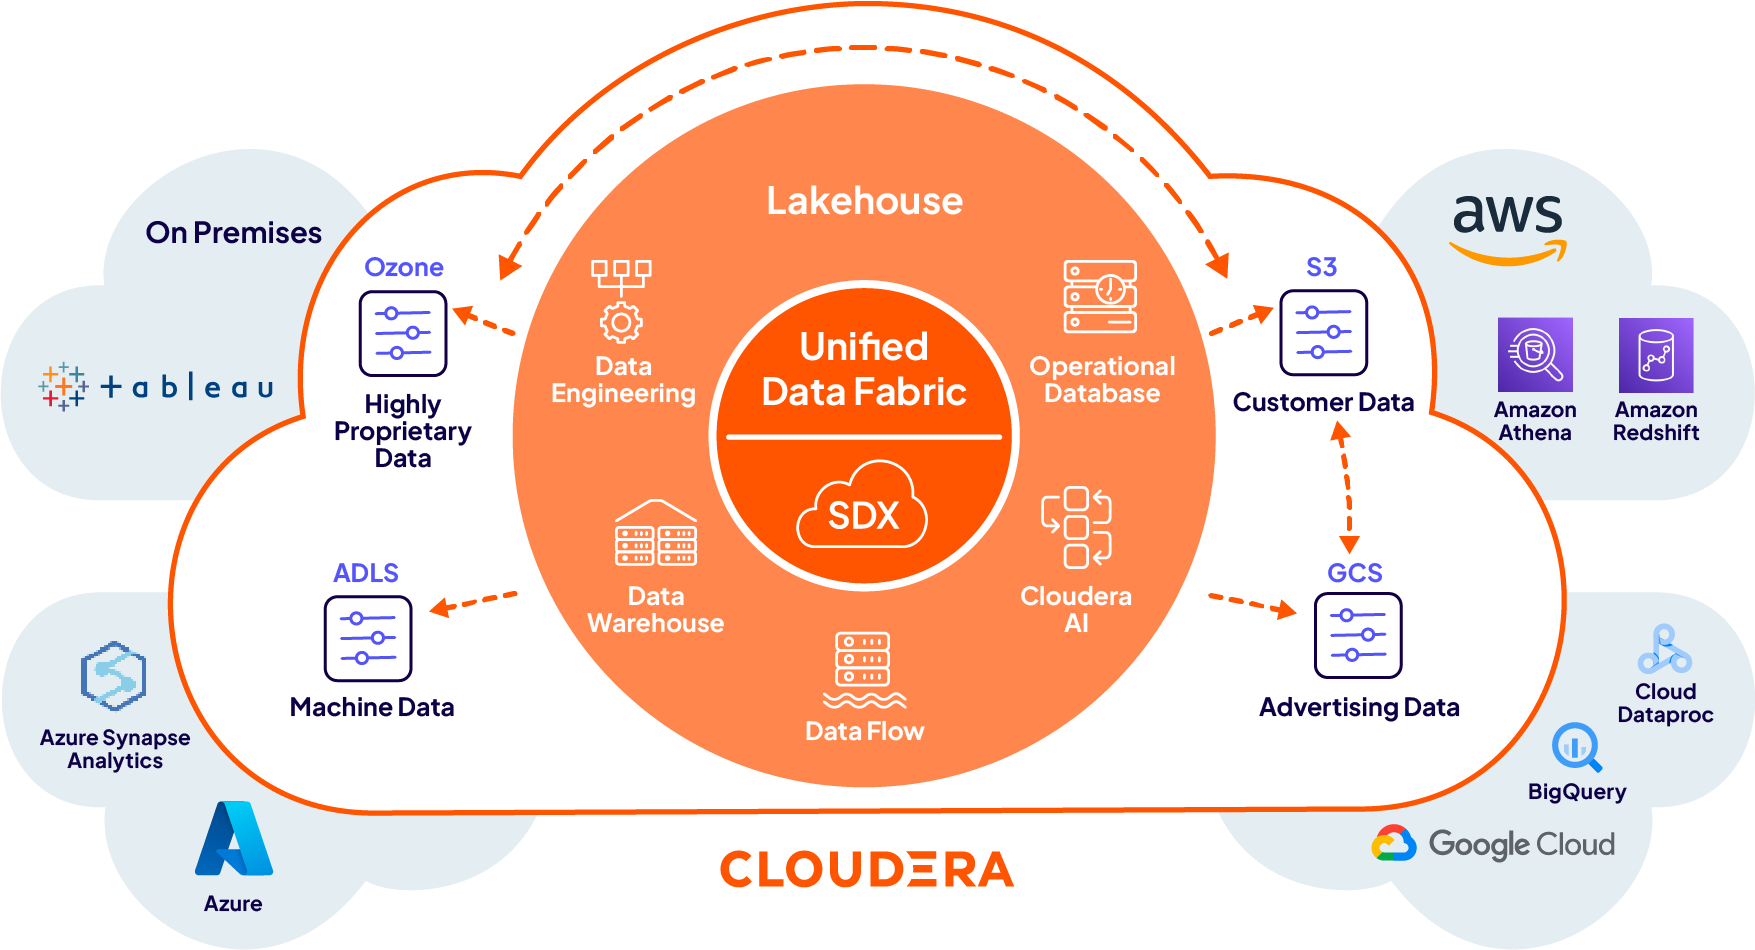 On Premises
+ableau
Ozone
Highly
Proprietary
Data
ADLS
Machine Data
Azure Synapse
Analytics
Azure
Lakehouse
Data
Engineering
Operational
Database
Unified
Data Fabric
SDX
Data
Warehouse
Cloudera
AI
Data Flow
S3
Customer Data
GCS
Advertising Data
aws
Amazon
Athena
Amazon
Redshift
Cloud
Dataproc
BigQuery
Google Cloud
CLOUDERA